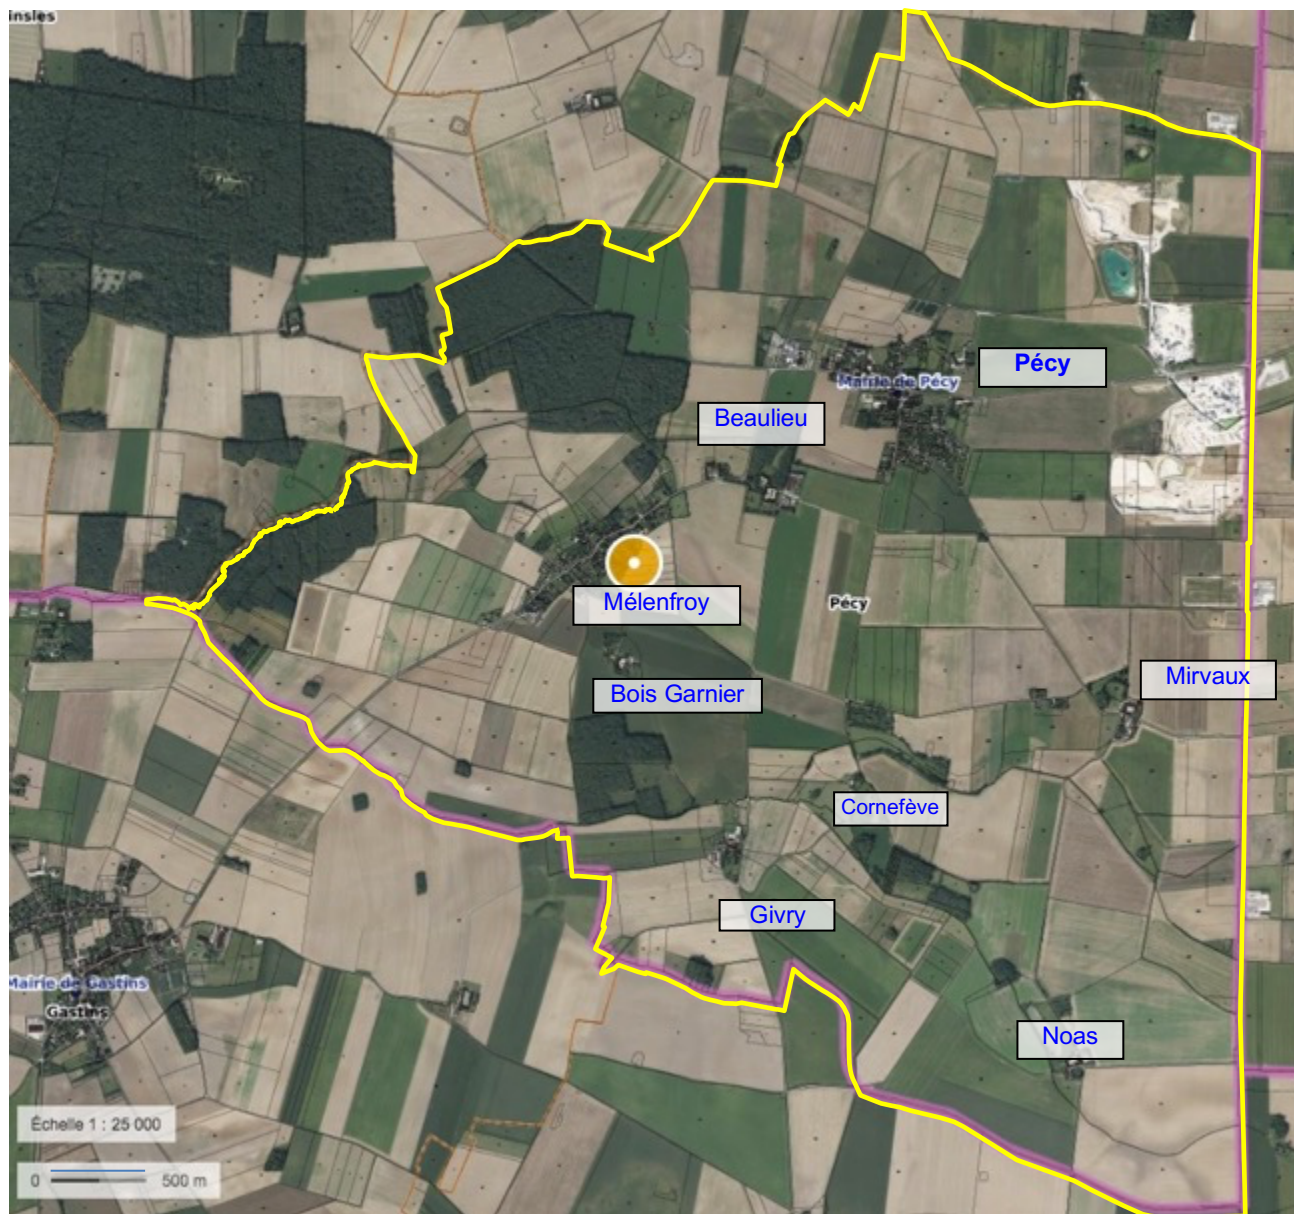 insles
Pécy
Mairie de Pécy
Beaulieu
Mélenfroy
Pécy
Mirvaux
Bois Garnier
Cornefève
Givry
Mairie de Gastins
Gastins
Noas
Échelle 1 : 25 000
0 500 m